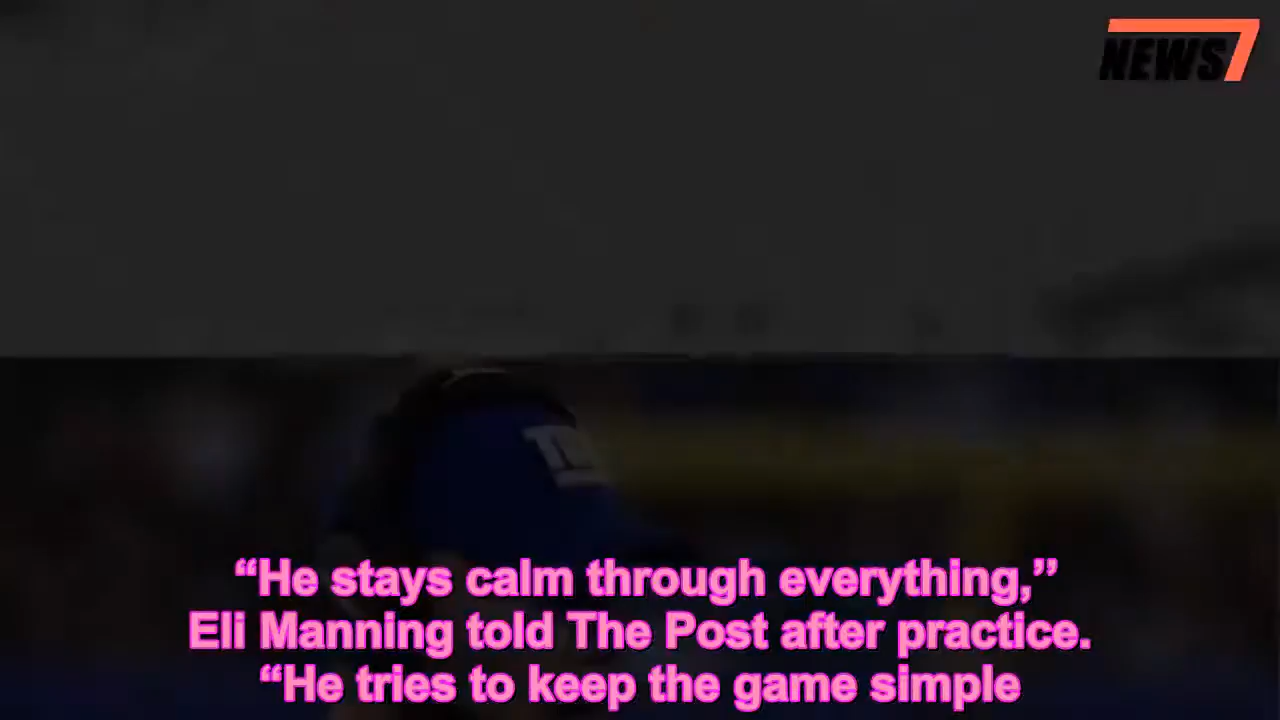 NEWS7
“He stays calm through everything,’’
Eli Manning told The Post after practice.
“He tries to keep the game simple